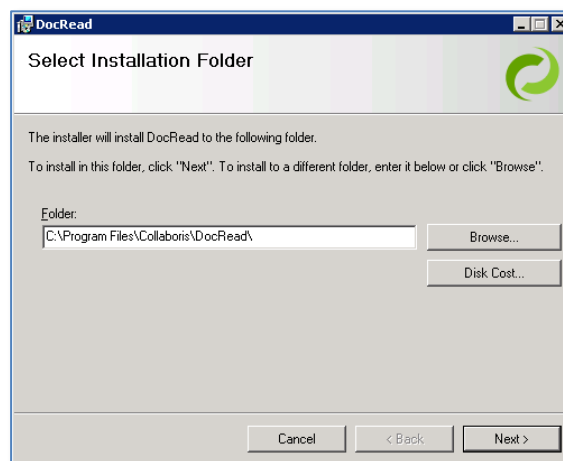 DocRead
Select Installation Folder
The installer will install DocRead to the following folder.
To install in this folder, click "Next". To install to a different folder, enter it below or click "Browse".
Folder:
C:\Program Files\Collaboris\DocRead\
Browse...
Disk Cost...
Cancel
< Back
Next >